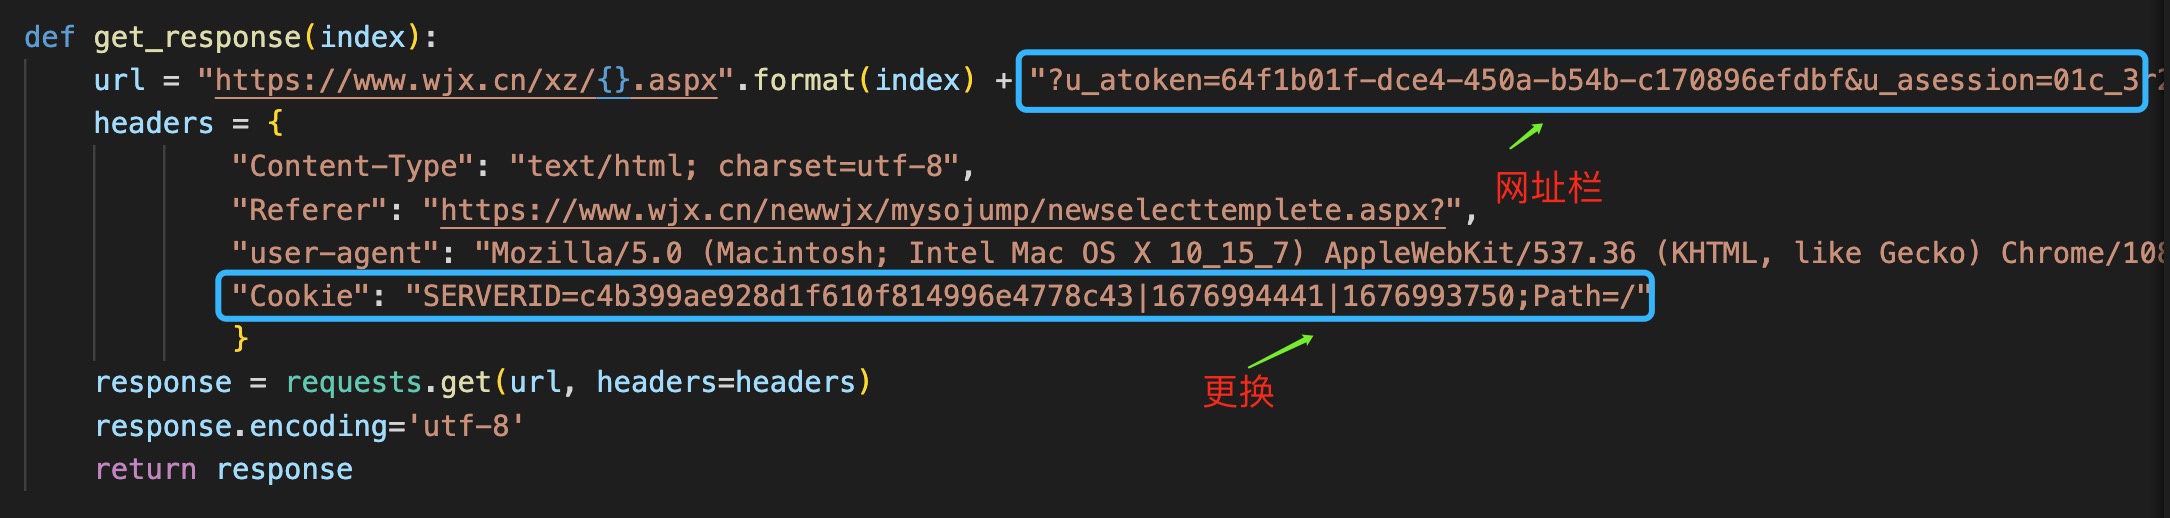 def get_response(index):
url = "https://www.wjx.cn/xz/{}.aspx".format(index) + "?u_atoken=64f1b01f-dce4-450a-b54b-c170896efdbf&u_asession=01c_3r2
headers = {
"Content-Type": "text/html; charset=utf-8",
网址栏
"Referer": "https://www.wjx.cn/newwjx/mysojump/newselecttemplete.aspx?",
"user-agent": "Mozilla/5.0 (Macintosh; Intel Mac OS X 10_15_7) AppleWebKit/537.36 (KHTML, like Gecko) Chrome/108
"Cookie": "SERVERID=c4b399ae928d1f610f814996e4778c43|1676994441|1676993750;Path=/"
}
response = requests.get(url, headers=headers)
更换
response.encoding='utf-8'
return response